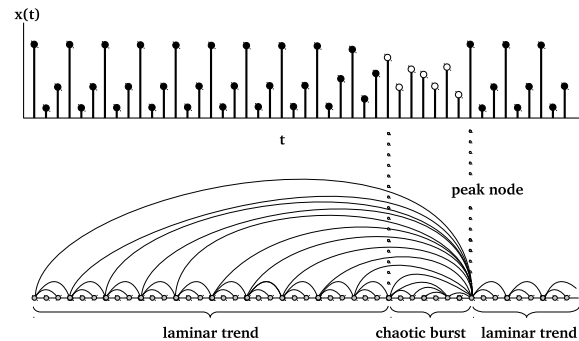 x(t)
t
peak node
laminar trend
chaotic burst
laminar trend